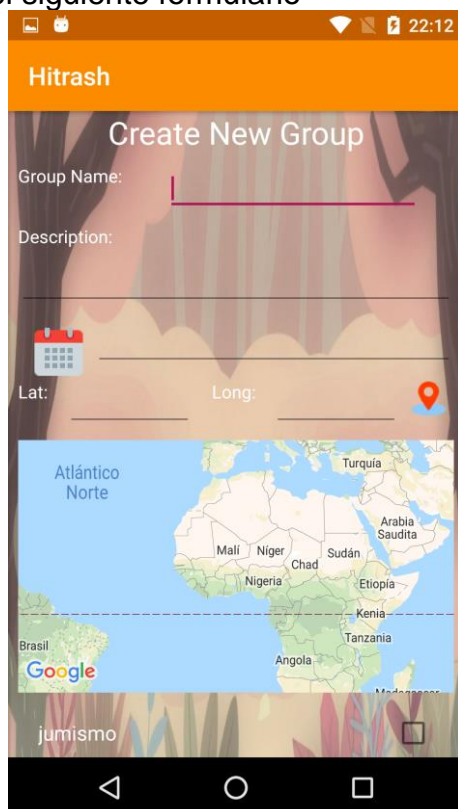 el siguiente formulario
22:12
Hitrash
Create New Group
Group Name:
Description:
Lat: Long:
Atlántico
Norte
Turquía
Arabia
Saudita
Malí Níger Chad Sudán
Nigeria Etiopía
Kenia
Brasil Tanzania
Google Angola
Madagascar
jumismo